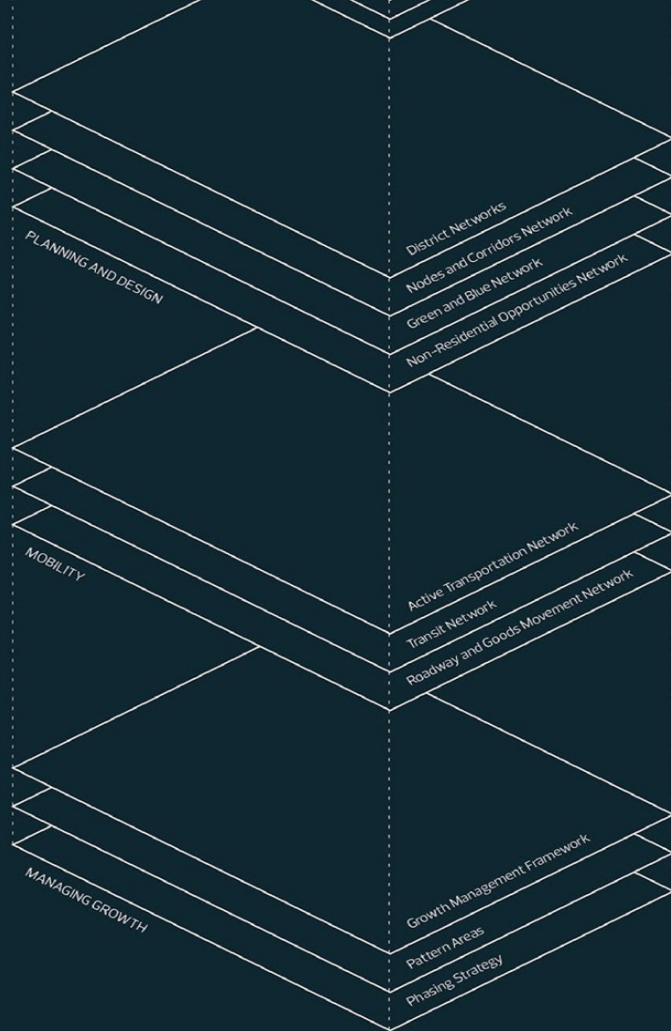 District Networks
Nodes and Corridors Network
Green and Blue Network
Non-Residential Opportunities Network
PLANNING AND DESIGN
Active Transportation Network
Transit Network
Roadway and Goods Movement Network
MOBILITY
Growth Management Framework
Pattern Areas
Phasing Strategy
MANAGING GROWTH